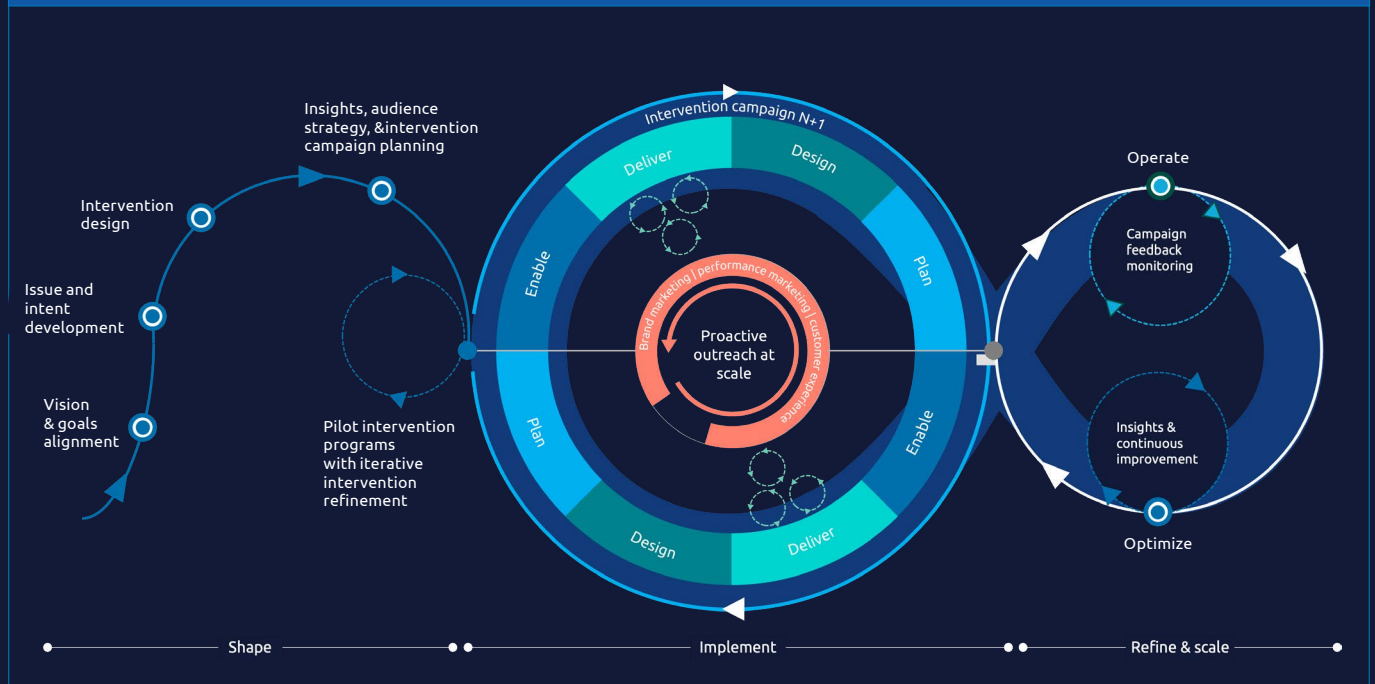 Insights, audience
strategy, &intervention
campaign planning
Intervention
design
Issue and
intent
development
Vision
& goals
alignment
Pilot intervention
programs
with iterative
intervention
refinement
Intervention campaign N+1
Deliver
Design
Enable
Plan
Plan
Enable
Design
Deliver
Brand marketing | performance marketing | customer experience
Proactive
outreach at
scale
Operate
Campaign
feedback
monitoring
Insights &
continuous
improvement
Optimize
Shape
Implement
Refine & scale